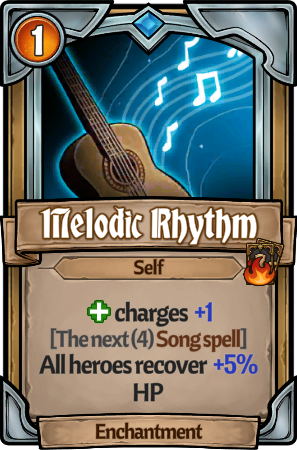 1
Melodic Rhythm
Self
charges +1
[The next (4) Song spell]
All heroes recover +5%
HP
Enchantment